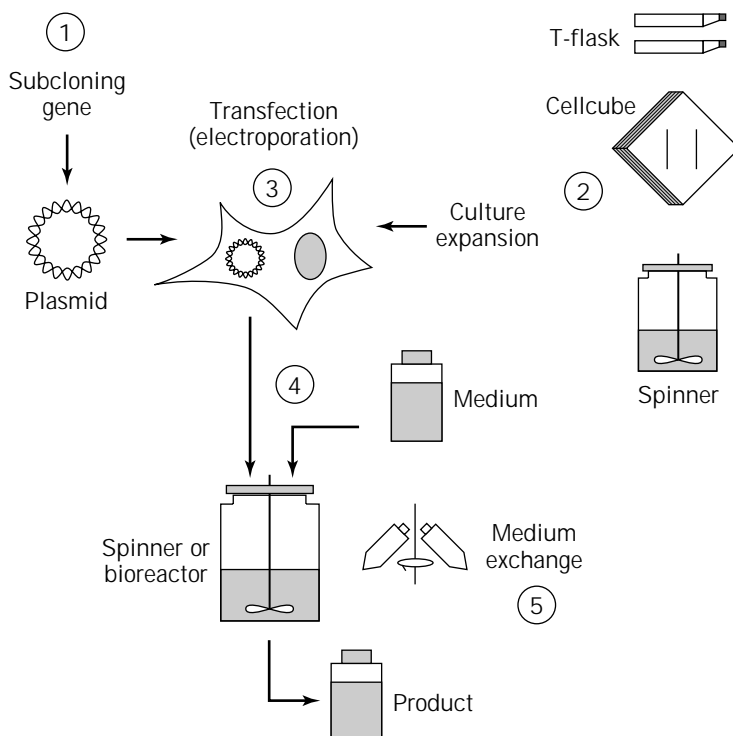 1
Subcloning
gene
Plasmid
Transfection
(electroporation)
3
T-flask
Cellcube
2
Culture
expansion
Spinner
4
Medium
Spinner or
bioreactor
Medium
exchange
5
Product